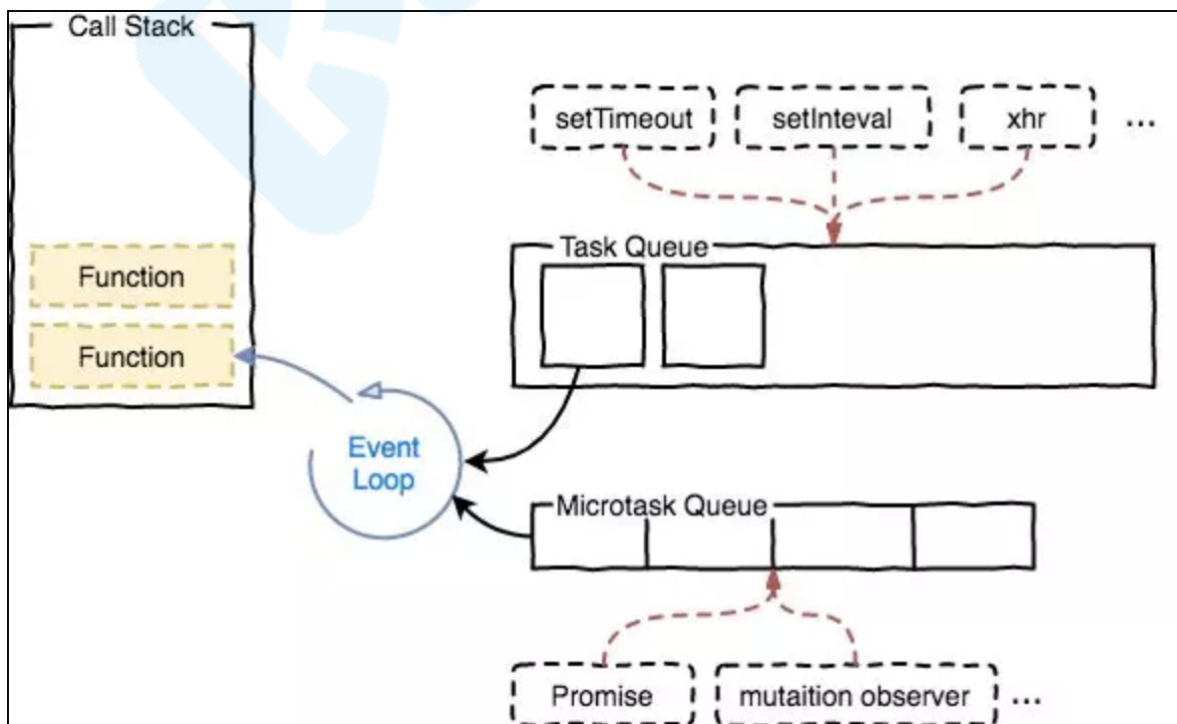 Call Stack
setTimeout
setInteval
xhr
...
Task Queue
Function
Function
Event
Loop
Microtask Queue
Promise
mutaition observer
...